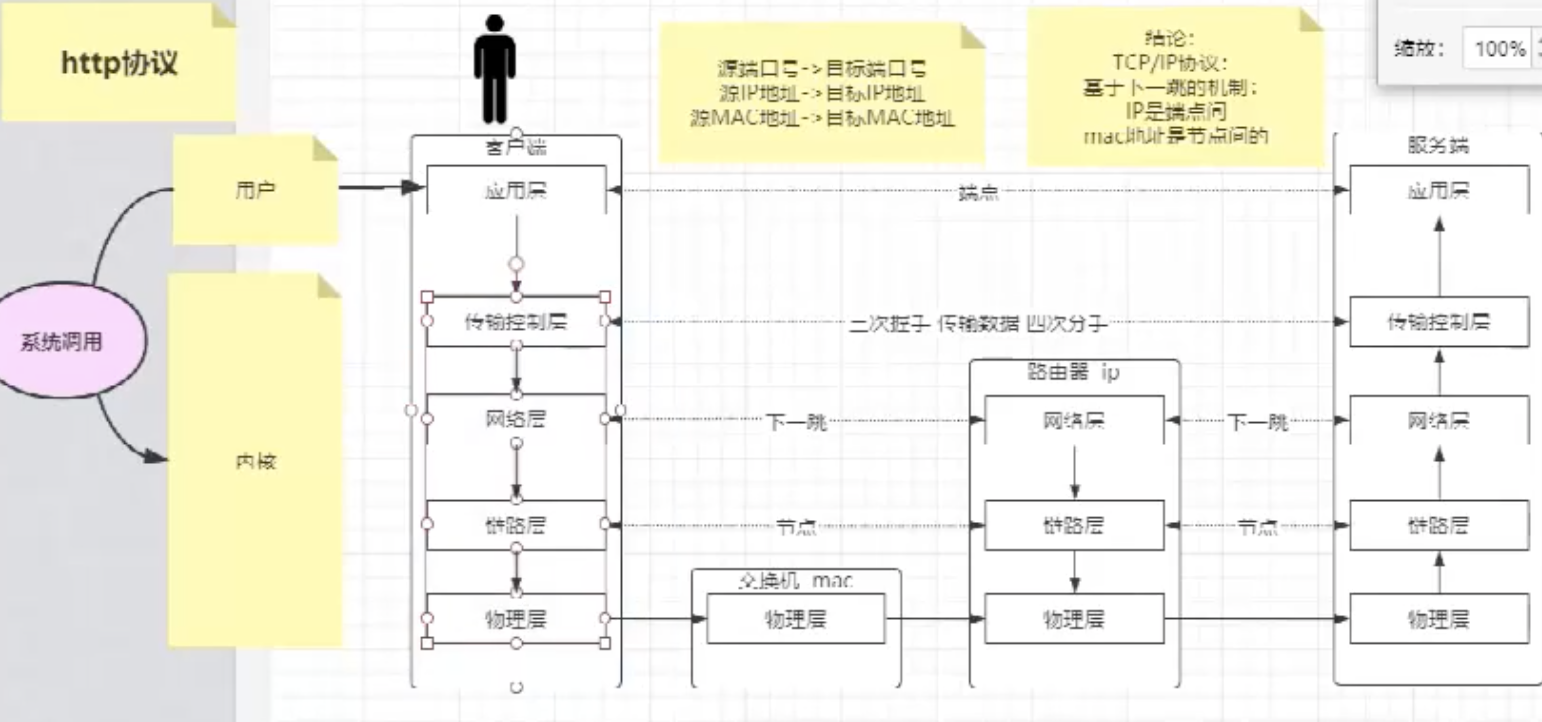 http协议
源端口号->目标端口号
源IP地址->目标IP地址
源MAC地址->目标MAC地址
结论：
TCP/IP协议：
基于下一跳的机制；
IP是端点间
mac地址是节点间的
缩放： 100%
用户
系统调用
内核
客户端
应用层
传输控制层
网络层
链路层
物理层
端点
三次握手 传输数据 四次分手
下一跳
节点
交换机 mac
物理层
路由器 ip
网络层
链路层
物理层
下一跳
节点
服务端
应用层
传输控制层
网络层
链路层
物理层